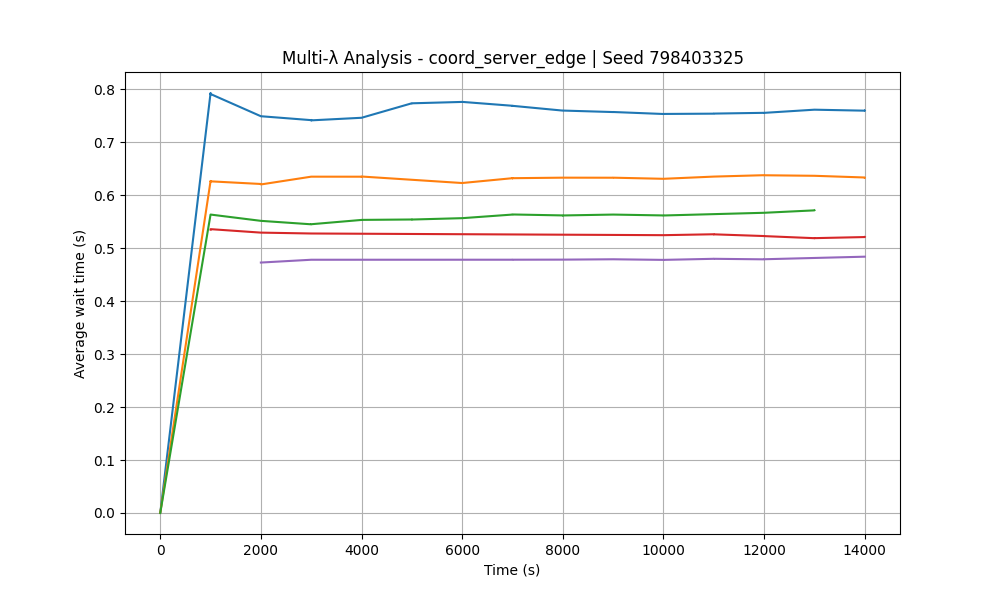 Multi-λ Analysis - coord_server_edge | Seed 798403325
Average wait time (s)
0.8
0.7
0.6
0.5
0.4
0.3
0.2
0.1
0.0
0 2000 4000 6000 8000 10000 12000 14000
Time (s)